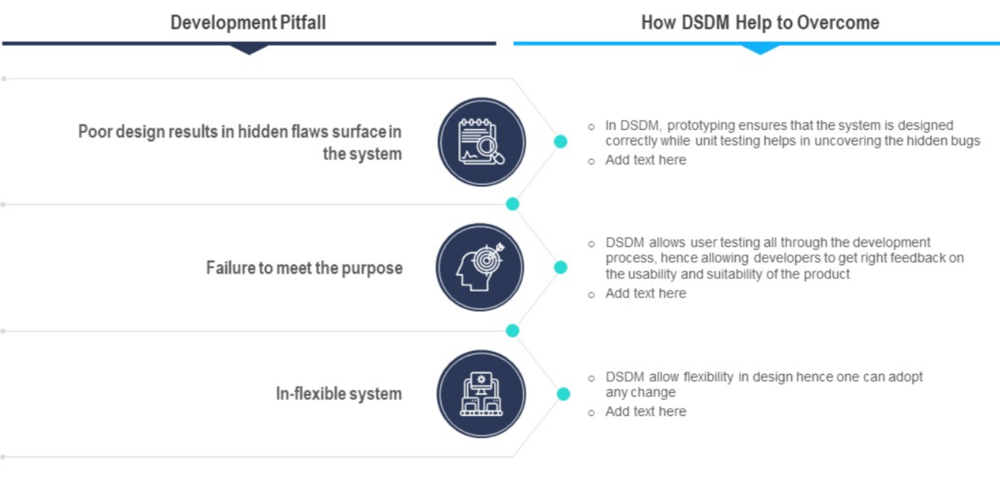 Development Pitfall
How DSDM Help to Overcome
Poor design results in hidden flaws surface in
the system
o In DSDM, prototyping ensures that the system is designed
correctly while unit testing helps in uncovering the hidden bugs
o Add text here
Failure to meet the purpose
o DSDM allows user testing all through the development
process, hence allowing developers to get right feedback on
the usability and suitability of the product
o Add text here
In-flexible system
o DSDM allow flexibility in design hence one can adopt
any change
o Add text here